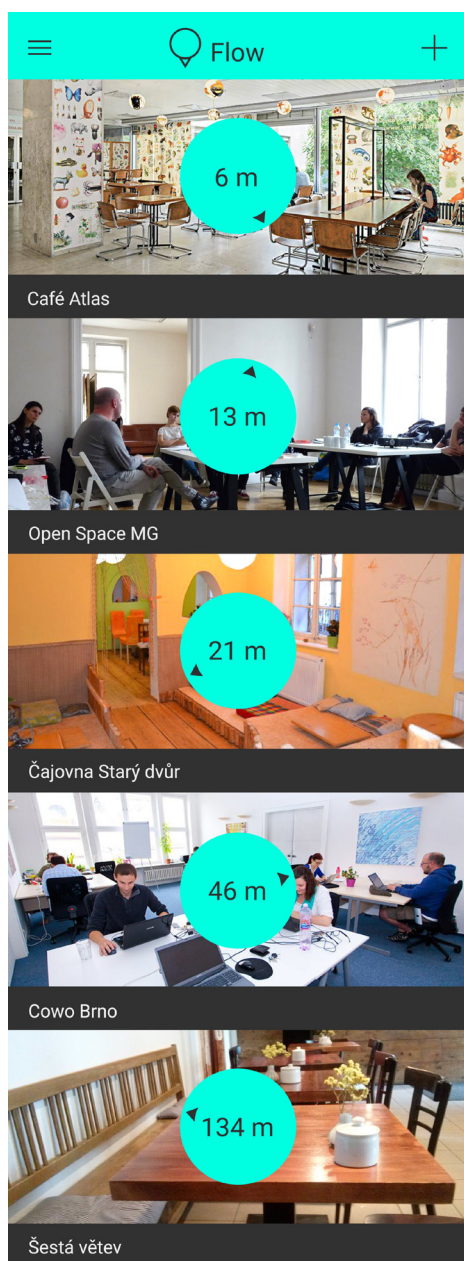 Flow
6 m
Café Atlas
13 m
Open Space MG
21 m
Čajovna Starý dvůr
46 m
Cowo Brno
134 m
Šestá větev